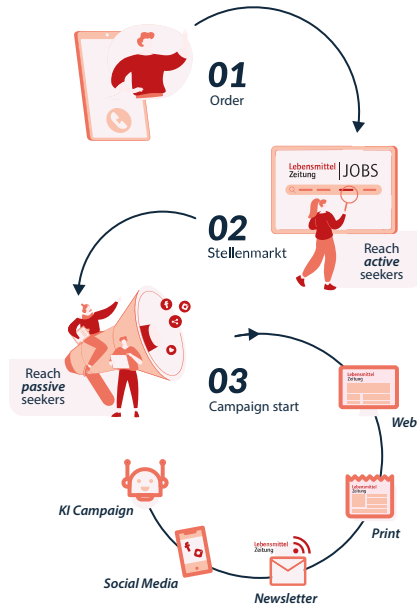 01
Order
Lebensmittel
Zeitung
JOBS
02
Stellenmarkt
Reach
active
seekers
Reach
passive
seekers
03
Campaign start
Lebensmittel
Zeitung
Web
Lebensmittel
Zeitung
Print
Lebensmittel
Zeitung
Newsletter
Social Media
KI Campaign